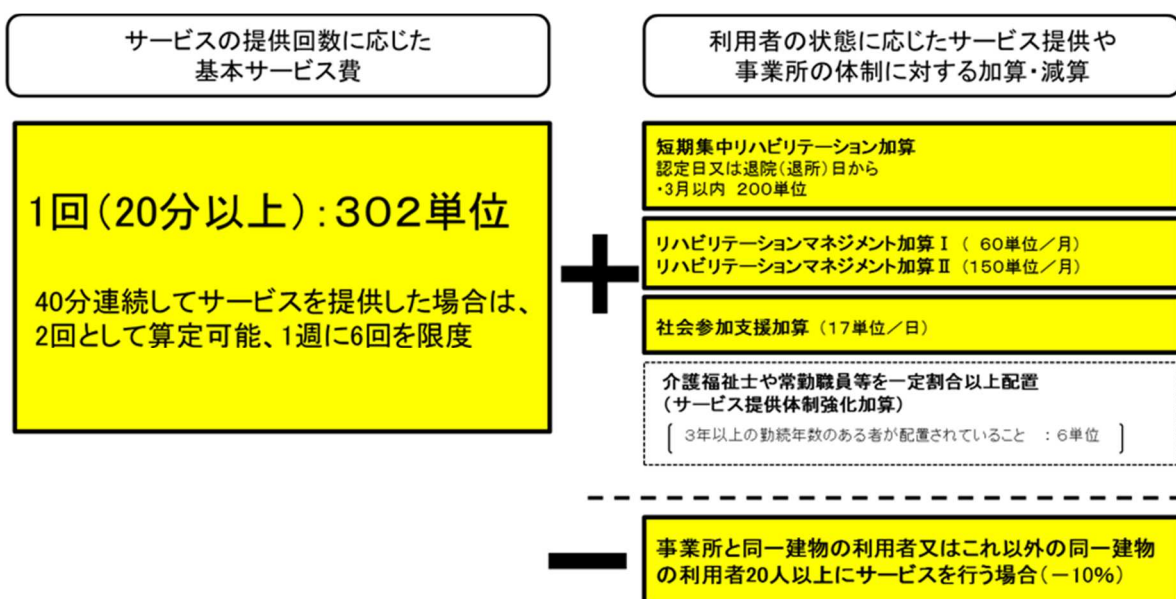 サービスの提供回数に応じた
基本サービス費
1回（20分以上）：302単位
40分連続してサービスを提供した場合は、
2回として算定可能、1週に6回を限度
利用者の状態に応じたサービス提供や
事業所の体制に対する加算・減算
短期集中リハビリテーション加算
認定日又は退院（退所）日から
・3月以内 200単位
リハビリテーションマネジメント加算Ⅰ（ 60単位／月）
リハビリテーションマネジメント加算Ⅱ（150単位／月）
社会参加支援加算（17単位／日）
介護福祉士や常勤職員等を一定割合以上配置
（サービス提供体制強化加算）
3年以上の勤続年数のある者が配置されていること ：6単位
事業所と同一建物の利用者又はこれ以外の同一建物
の利用者20人以上にサービスを行う場合（－10%）